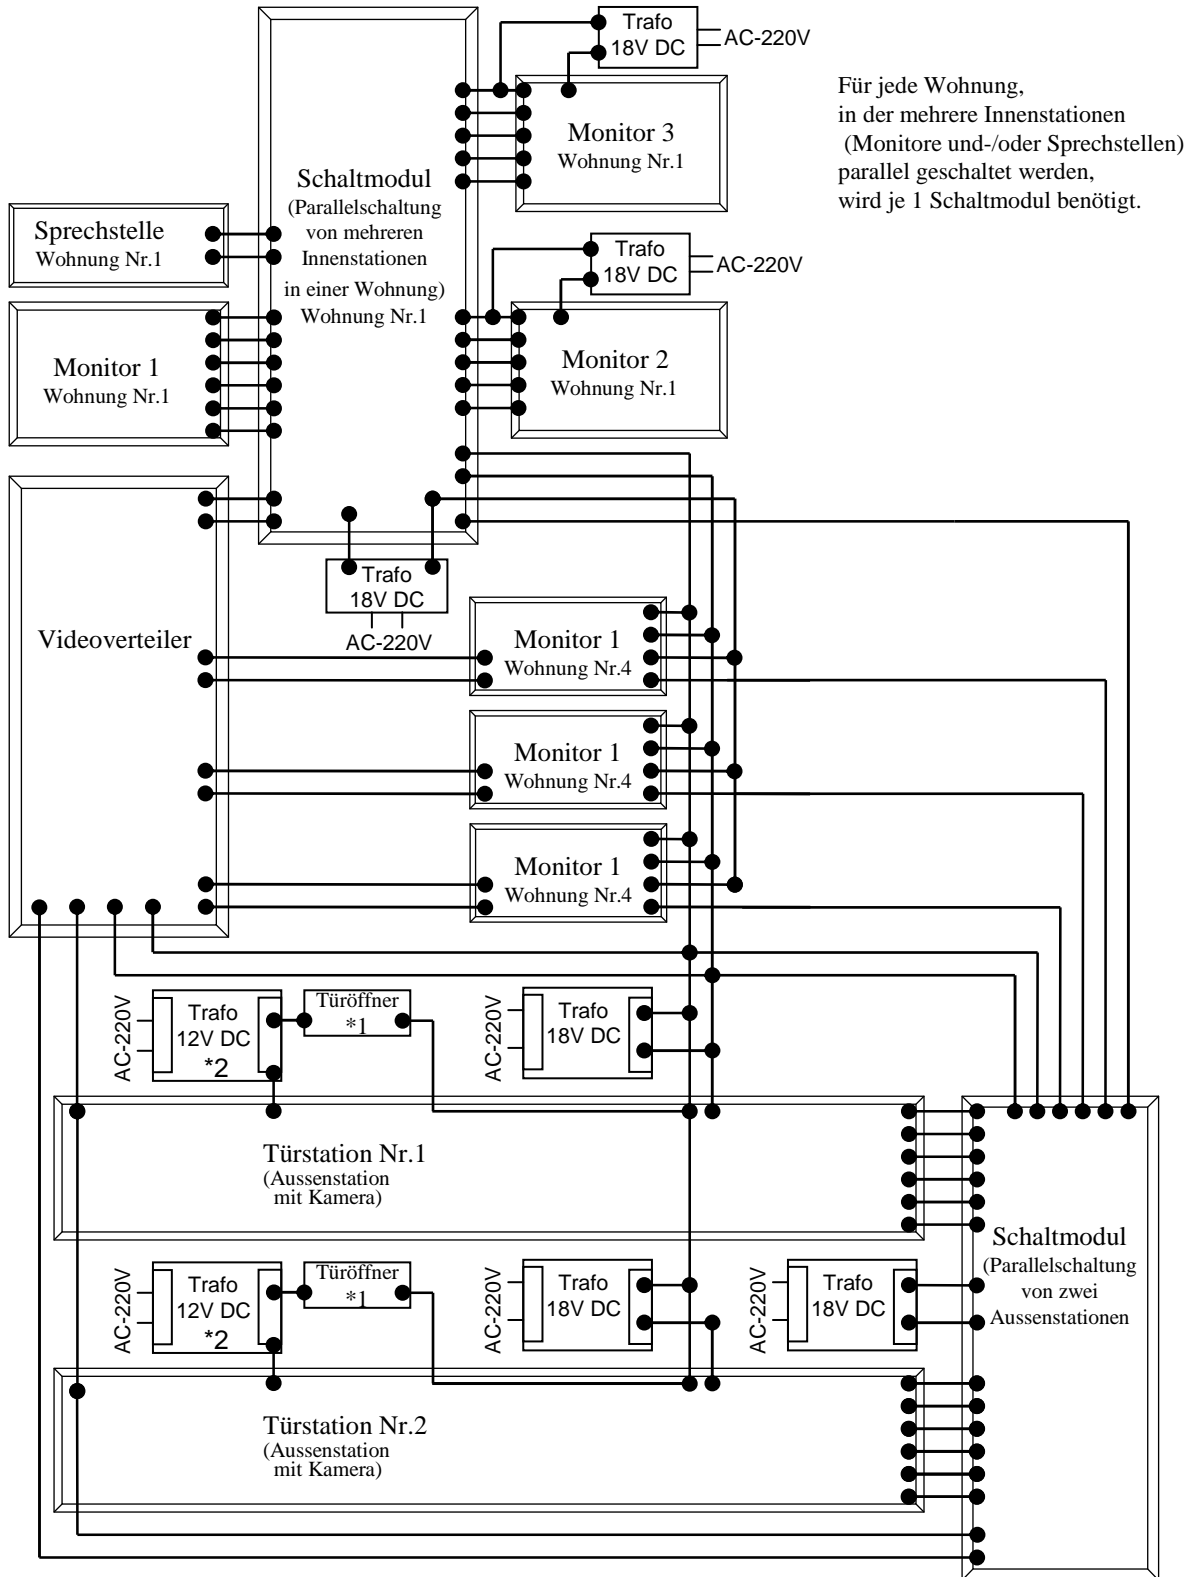 Trafo
18V DC
AC-220V
Für jede Wohnung,
in der mehrere Innenstationen
(Monitore und-/oder Sprechstellen)
parallel geschaltet werden,
wird je 1 Schaltmodul benötigt.
Monitor 3
Wohnung Nr.1
Schaltmodul
(Parallelschaltung
von mehreren
Innenstationen
in einer Wohnung)
Wohnung Nr.1
Sprechstelle
Wohnung Nr.1
Trafo
18V DC
AC-220V
Monitor 1
Wohnung Nr.1
Monitor 2
Wohnung Nr.1
Trafo
18V DC
AC-220V
Videoverteiler
Monitor 1
Wohnung Nr.4
Monitor 1
Wohnung Nr.4
Monitor 1
Wohnung Nr.4
AC-220V
Trafo
12V DC
*2
Türöffner
*1
AC-220V
Trafo
18V DC
Türstation Nr.1
(Aussenstation
mit Kamera)
Schaltmodul
(Parallelschaltung
von zwei
Aussenstationen
AC-220V
Trafo
12V DC
*2
Türöffner
*1
AC-220V
Trafo
18V DC
AC-220V
Trafo
18V DC
Türstation Nr.2
(Aussenstation
mit Kamera)